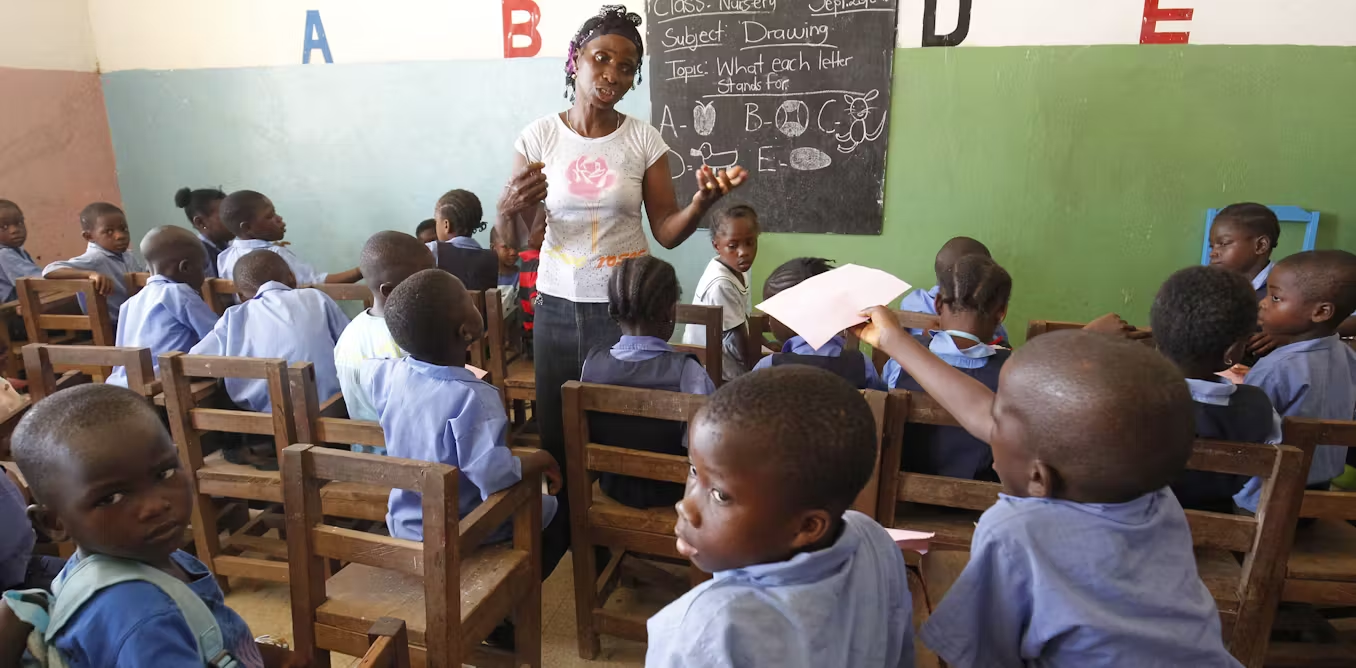 A B D E
Class: Nursery
Subject: Drawing
Topic: What each letter
Stands for.
A- B- C-
D- E-